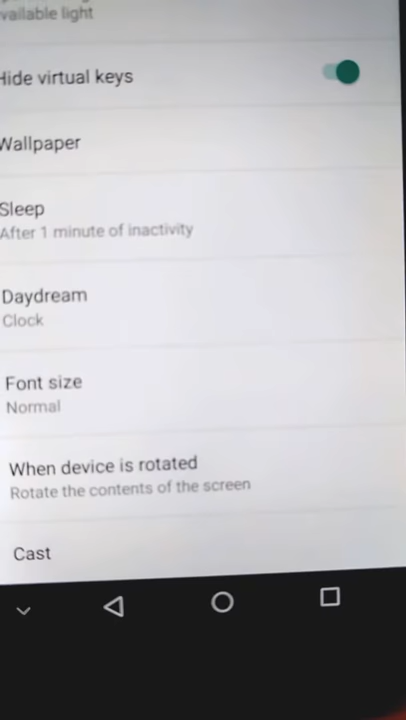 vailable light
Hide virtual keys
Wallpaper
Sleep
After 1 minute of inactivity
Daydream
Clock
Font size
Normal
When device is rotated
Rotate the contents of the screen
Cast